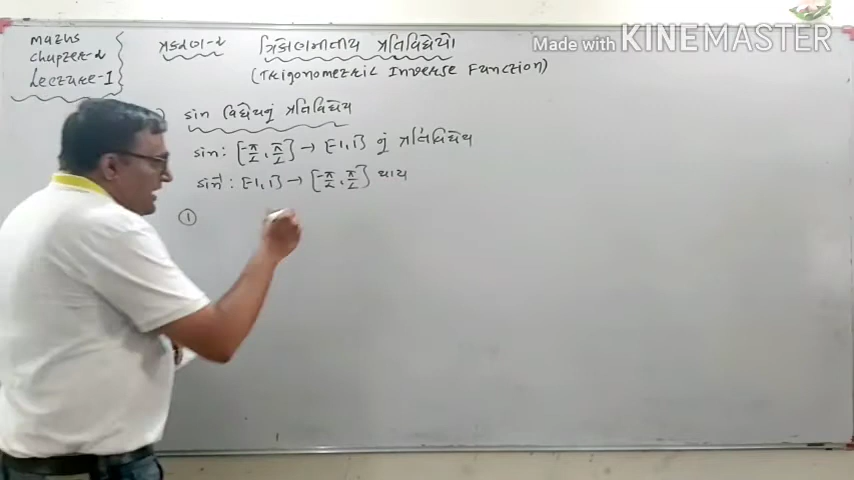 Made with KINEMASTER
Maths
Chapter-2
Lecture-1
પ્રકરણ-૨ ત્રિકોણમિતીય પ્રતિવિધેયો
(Trigonometric Inverse Function)
sin વિધેયનું પ્રતિવિધેય
sin: [-π/2, π/2] → [-1, 1] નું પ્રતિવિધેય
sin⁻¹: [-1, 1] → [-π/2, π/2] થાય
①